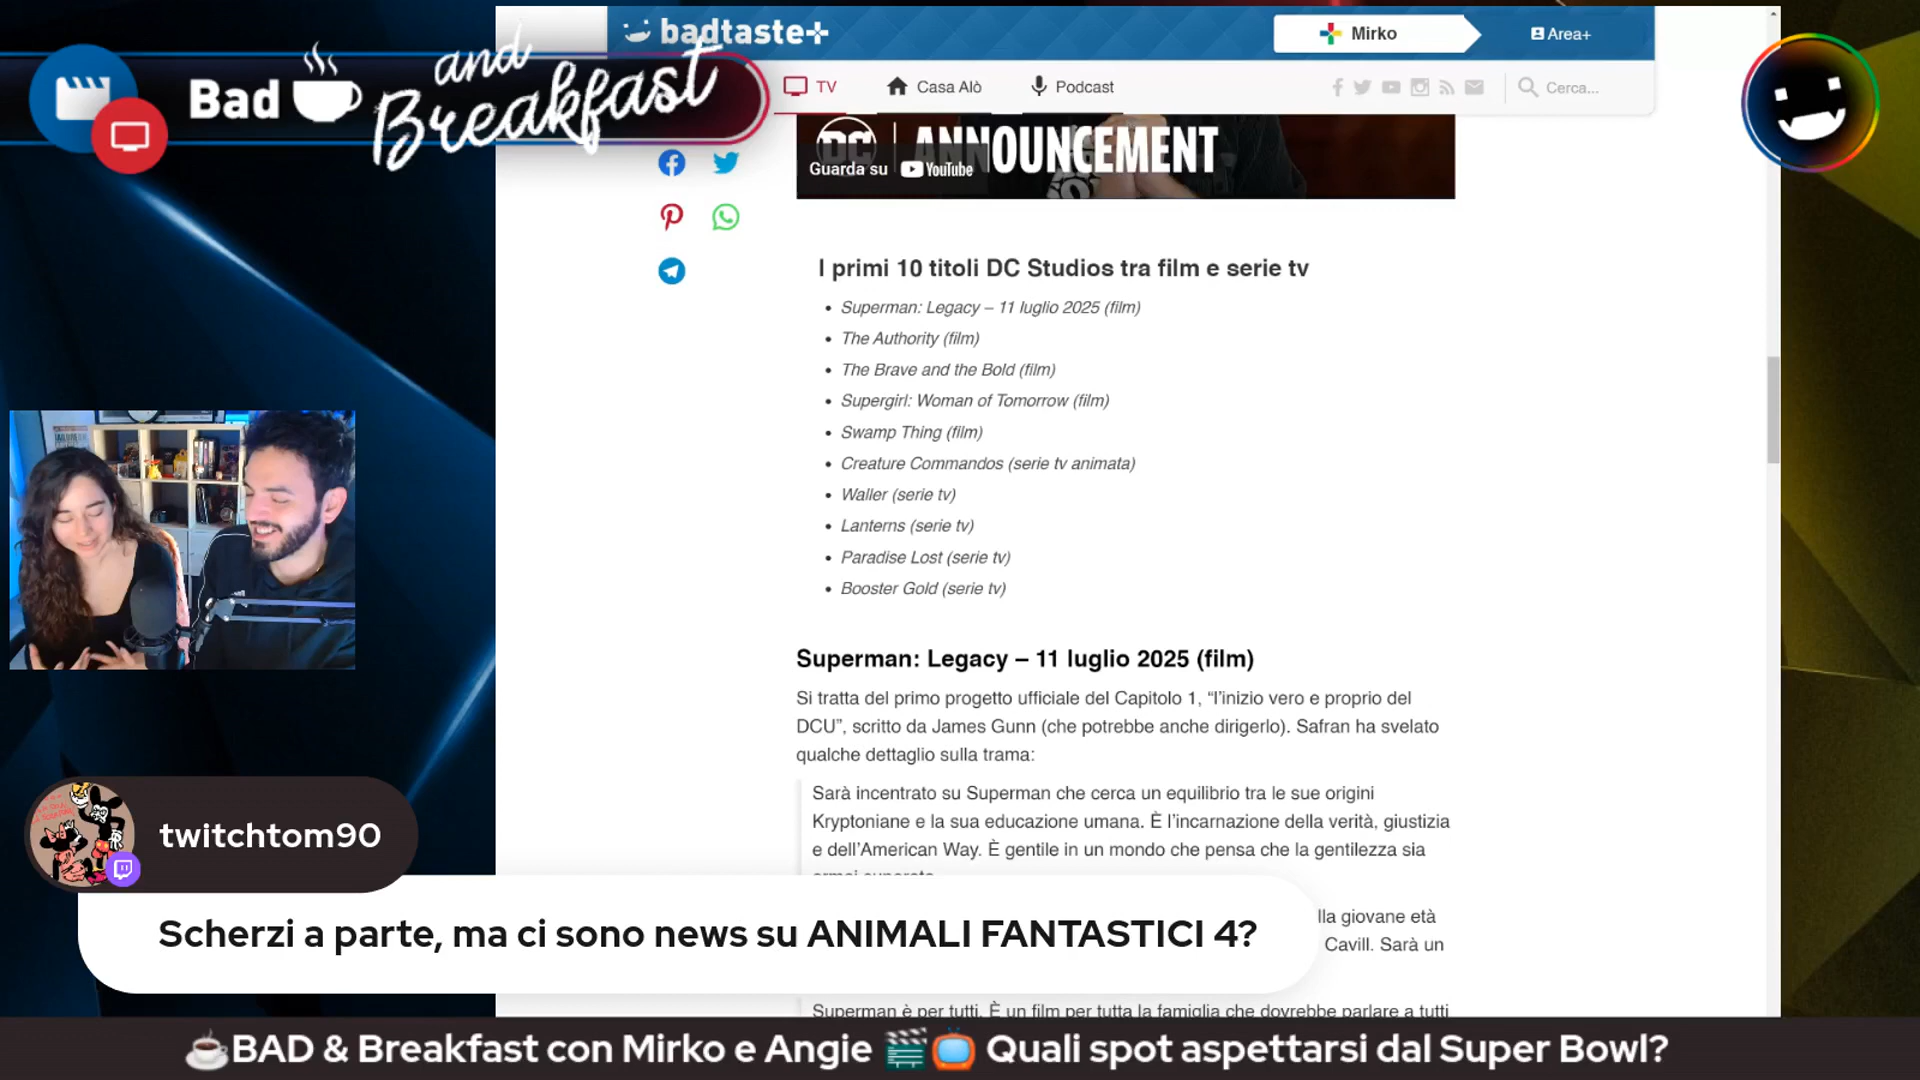 badtaste+
Mirko
Area+
Bad and Breakfast
TV
Casa Alò
Podcast
Cerca...
DC ANNOUNCEMENT
Guarda su YouTube
I primi 10 titoli DC Studios tra film e serie tv
• Superman: Legacy – 11 luglio 2025 (film)
• The Authority (film)
• The Brave and the Bold (film)
• Supergirl: Woman of Tomorrow (film)
• Swamp Thing (film)
• Creature Commandos (serie tv animata)
• Waller (serie tv)
• Lanterns (serie tv)
• Paradise Lost (serie tv)
• Booster Gold (serie tv)
Superman: Legacy – 11 luglio 2025 (film)
Si tratta del primo progetto ufficiale del Capitolo 1, “l’inizio vero e proprio del
DCU”, scritto da James Gunn (che potrebbe anche dirigerlo). Safran ha svelato
qualche dettaglio sulla trama:
Sarà incentrato su Superman che cerca un equilibrio tra le sue origini
Kryptoniane e la sua educazione umana. È l’incarnazione della verità, giustizia
e dell’American Way. È gentile in un mondo che pensa che la gentilezza sia
lla giovane età
Cavill. Sarà un
Superman è per tutti. È un film per tutta la famiglia che dovrebbe parlare a tutti
twitchtom90
Scherzi a parte, ma ci sono news su ANIMALI FANTASTICI 4?
☕BAD & Breakfast con Mirko e Angie 🎬📺 Quali spot aspettarsi dal Super Bowl?